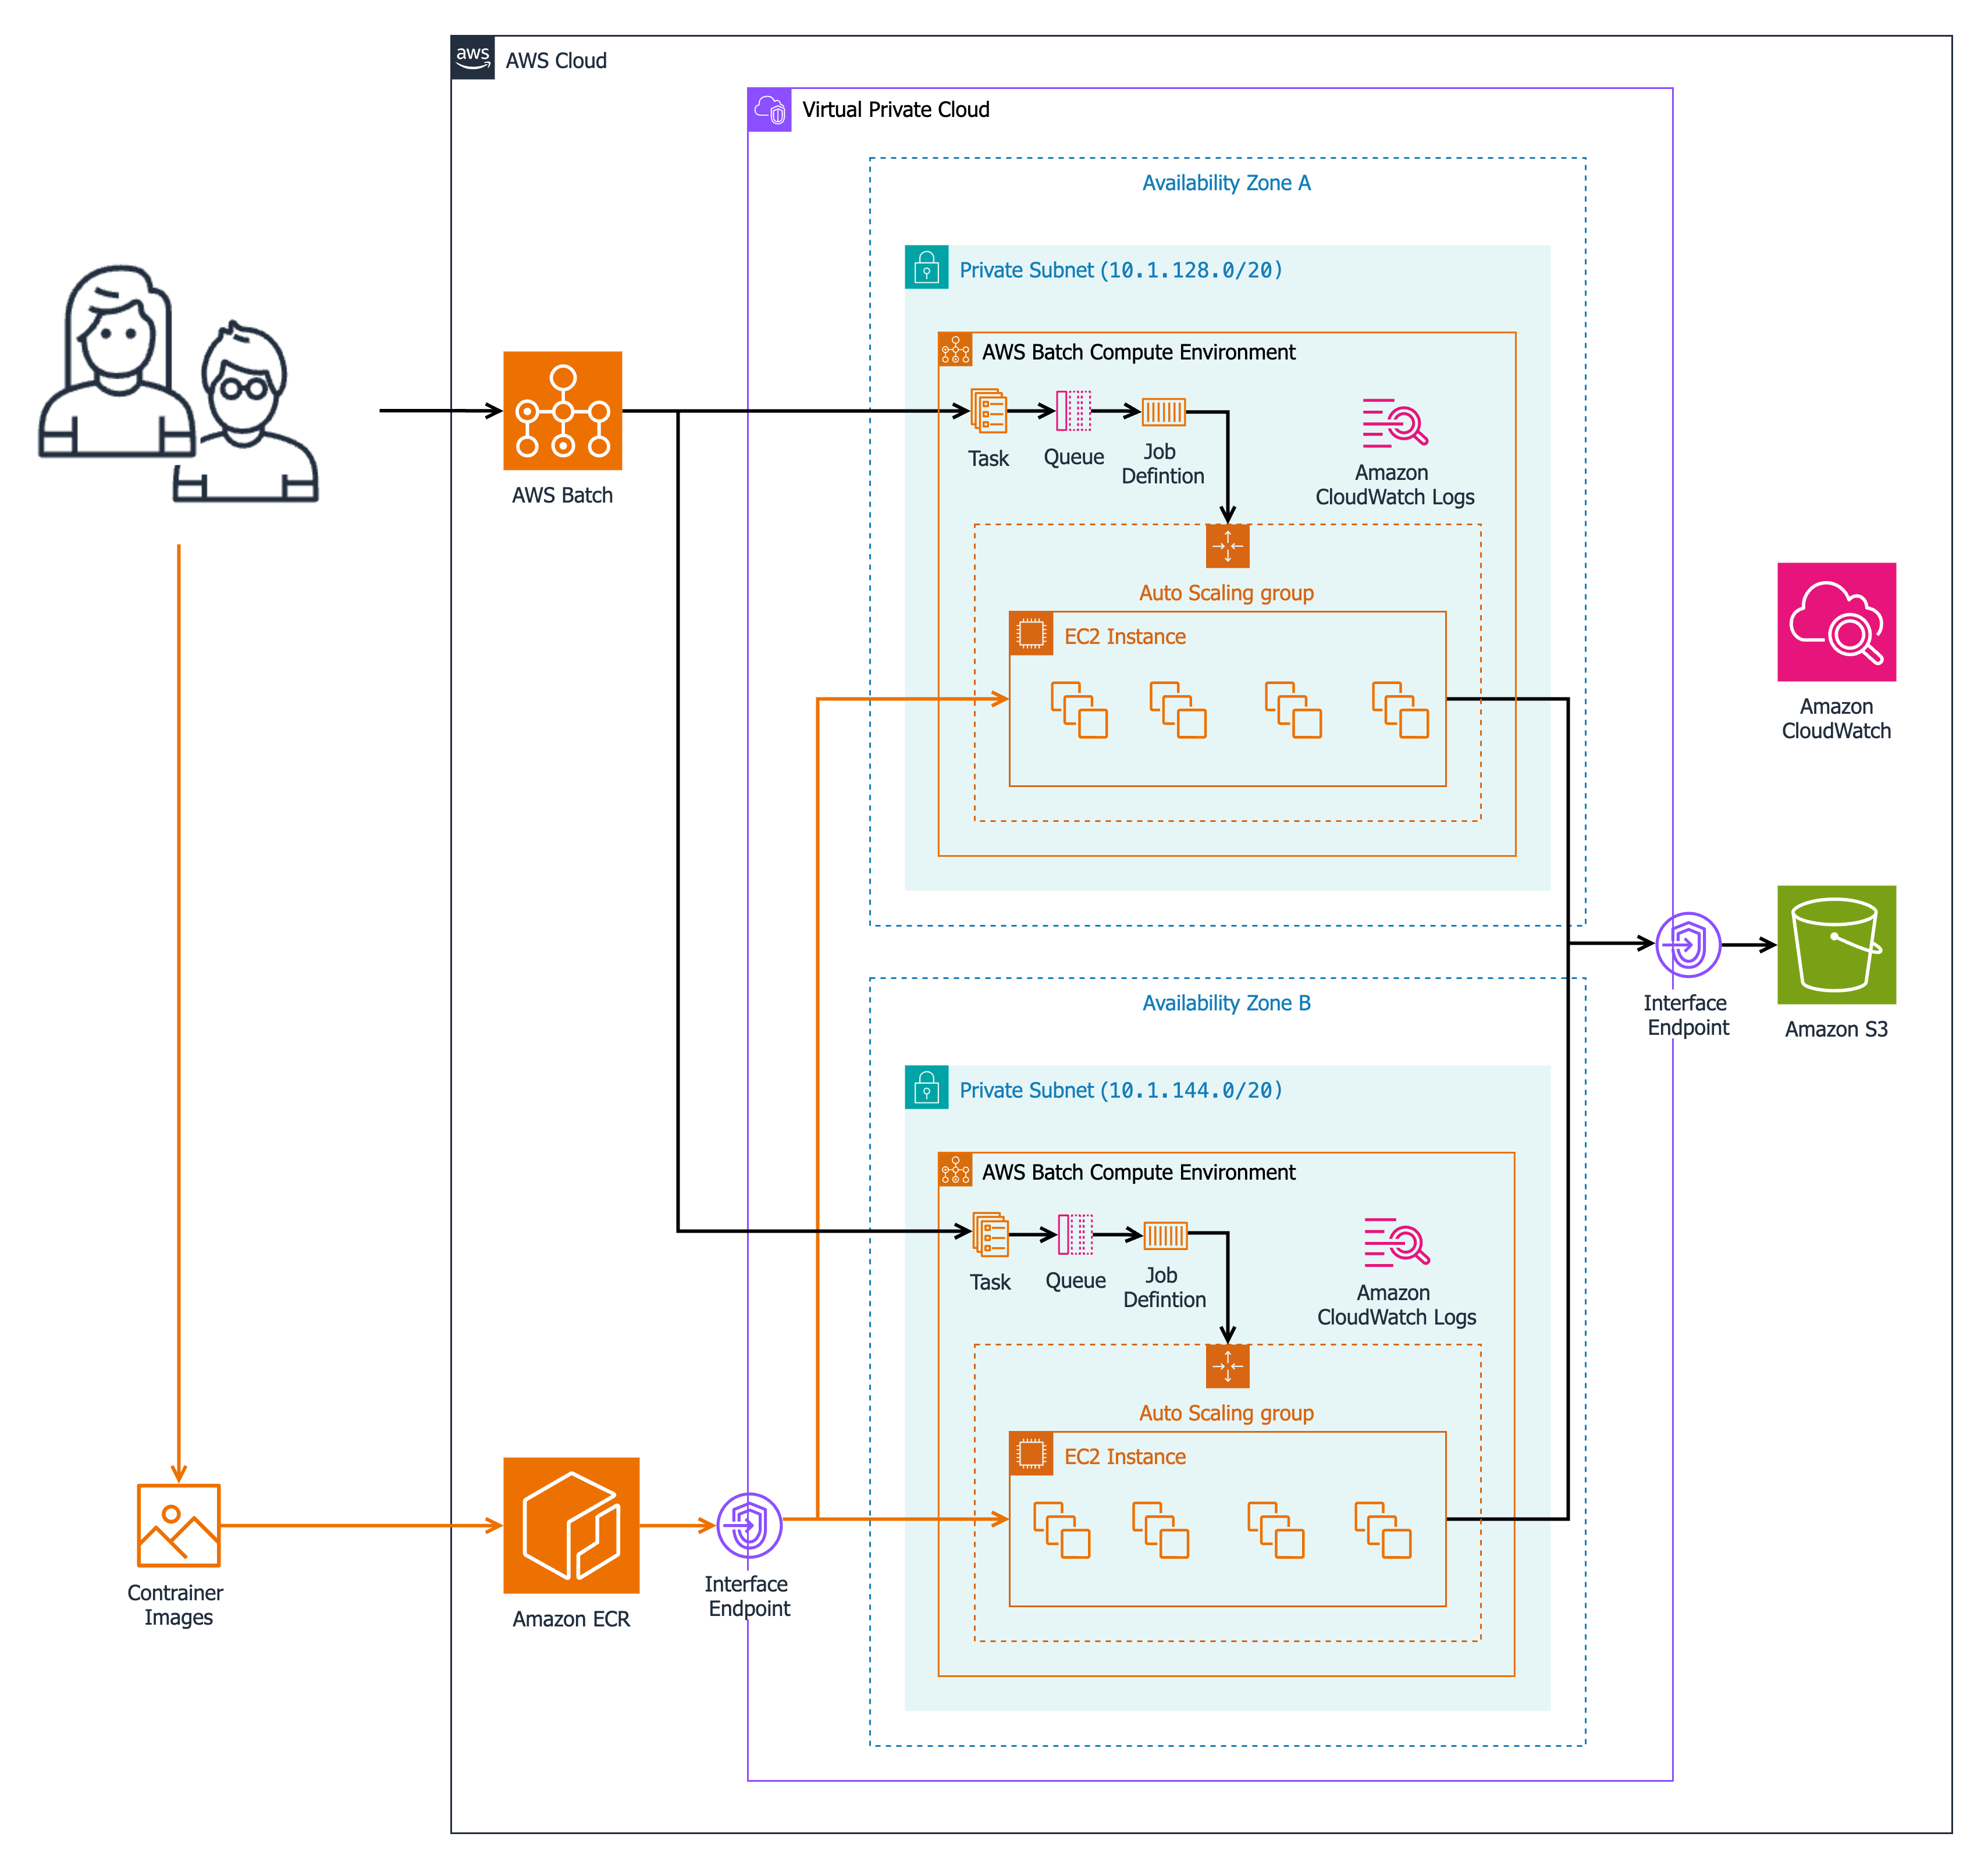 aws
AWS Cloud
Virtual Private Cloud
Availability Zone A
Private Subnet (10.1.128.0/20)
AWS Batch Compute Environment
Task
Queue
Job
Defintion
Amazon
CloudWatch Logs
AWS Batch
Auto Scaling group
EC2 Instance
Amazon
CloudWatch
Availability Zone B
Interface
Endpoint
Amazon S3
Private Subnet (10.1.144.0/20)
AWS Batch Compute Environment
Task
Queue
Job
Defintion
Amazon
CloudWatch Logs
Auto Scaling group
EC2 Instance
Contrainer
Images
Amazon ECR
Interface
Endpoint